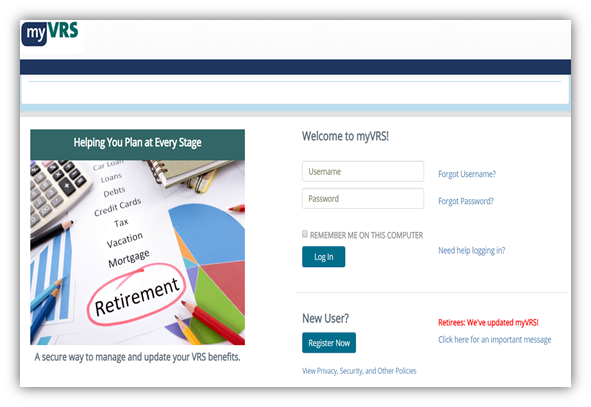 myVRS
Helping You Plan at Every Stage
Car Loan
Loans
Debts
Credit Cards
Tax
Vacation
Mortgage
Retirement
A secure way to manage and update your VRS benefits.
Welcome to myVRS!
Username
Forgot Username?
Password
Forgot Password?
REMEMBER ME ON THIS COMPUTER
Log In
Need help logging in?
New User?
Register Now
Retirees: We've updated myVRS!
Click here for an important message
View Privacy, Security, and Other Policies